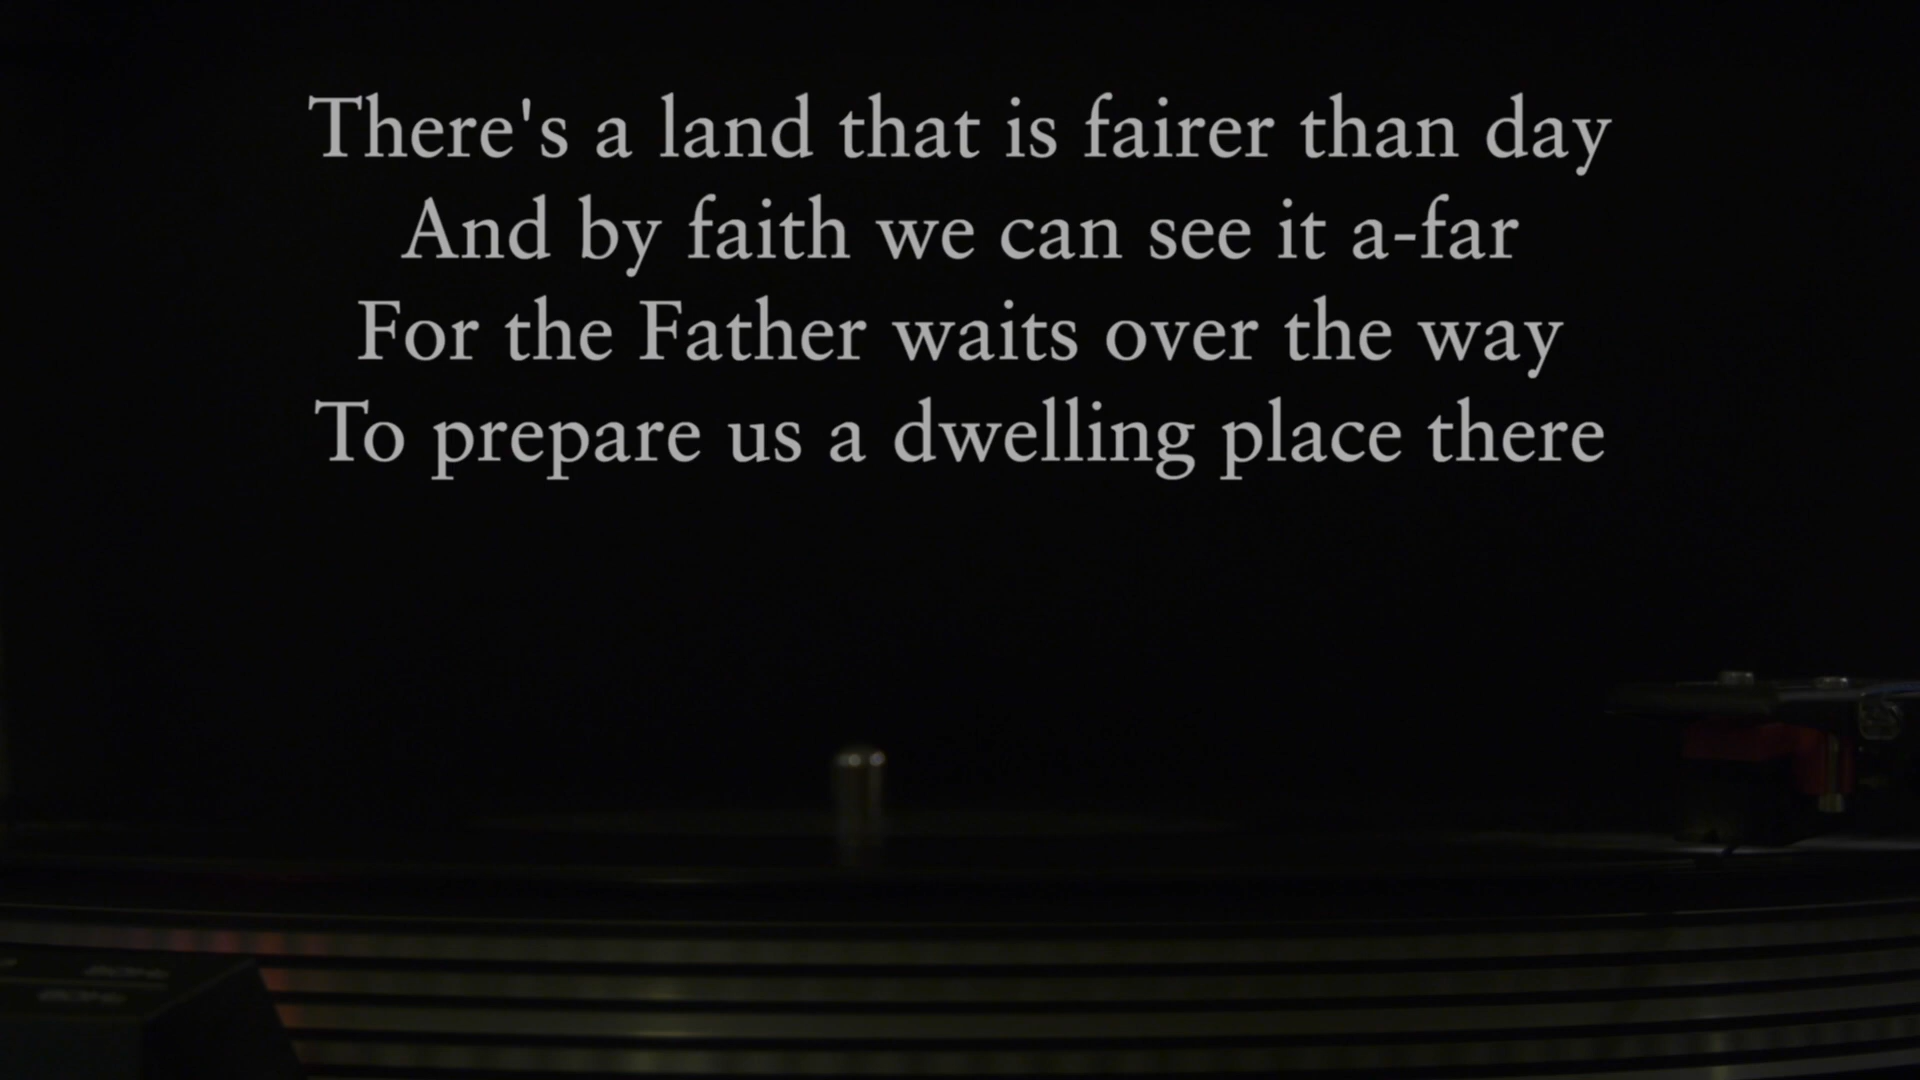 There's a land that is fairer than day
And by faith we can see it a-far
For the Father waits over the way
To prepare us a dwelling place there